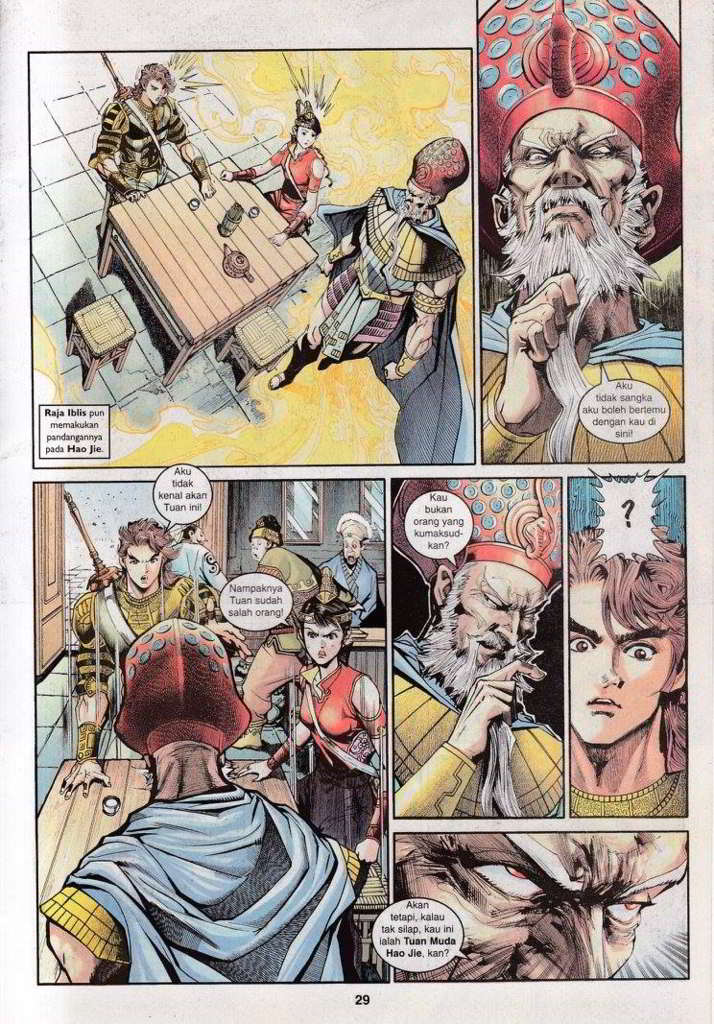 Raja Iblis pun
memakukan
pandangannya
pada Hao Jie.
Aku
tidak sangka
aku boleh bertemu
dengan kau di
sini!
Aku
tidak
kenal akan
Tuan ini!
Nampaknya
Tuan sudah
salah orang!
Kau
bukan
orang yang
kumaksud-
kan?
?
Akan
tetapi, kalau
tak silap, kau ini
ialah Tuan Muda
Hao Jie, kan?
29